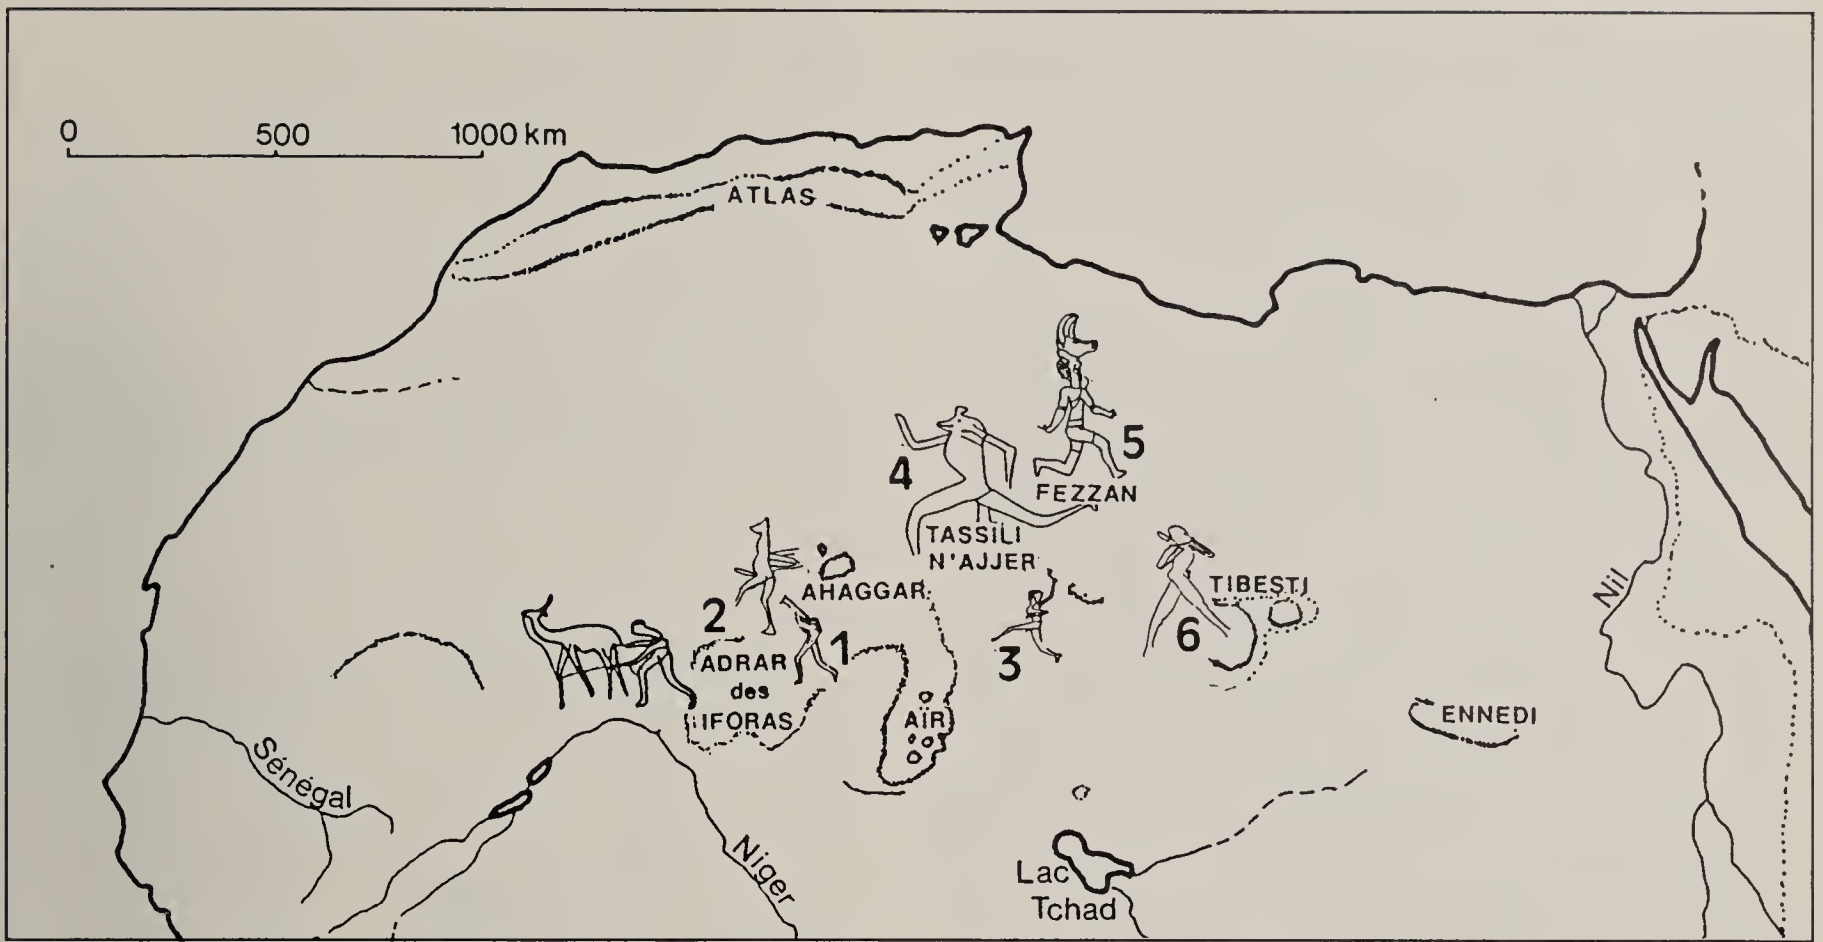 0 500 1000 km
ATLAS
5
4
FEZZAN
TASSILI
N'AJJER
TIBESTI
AHAGGAR
Nil
2
1
6
3
ADRAR
des
IFORAS
AÏR
ENNEDI
Sénégal
Niger
Lac
Tchad